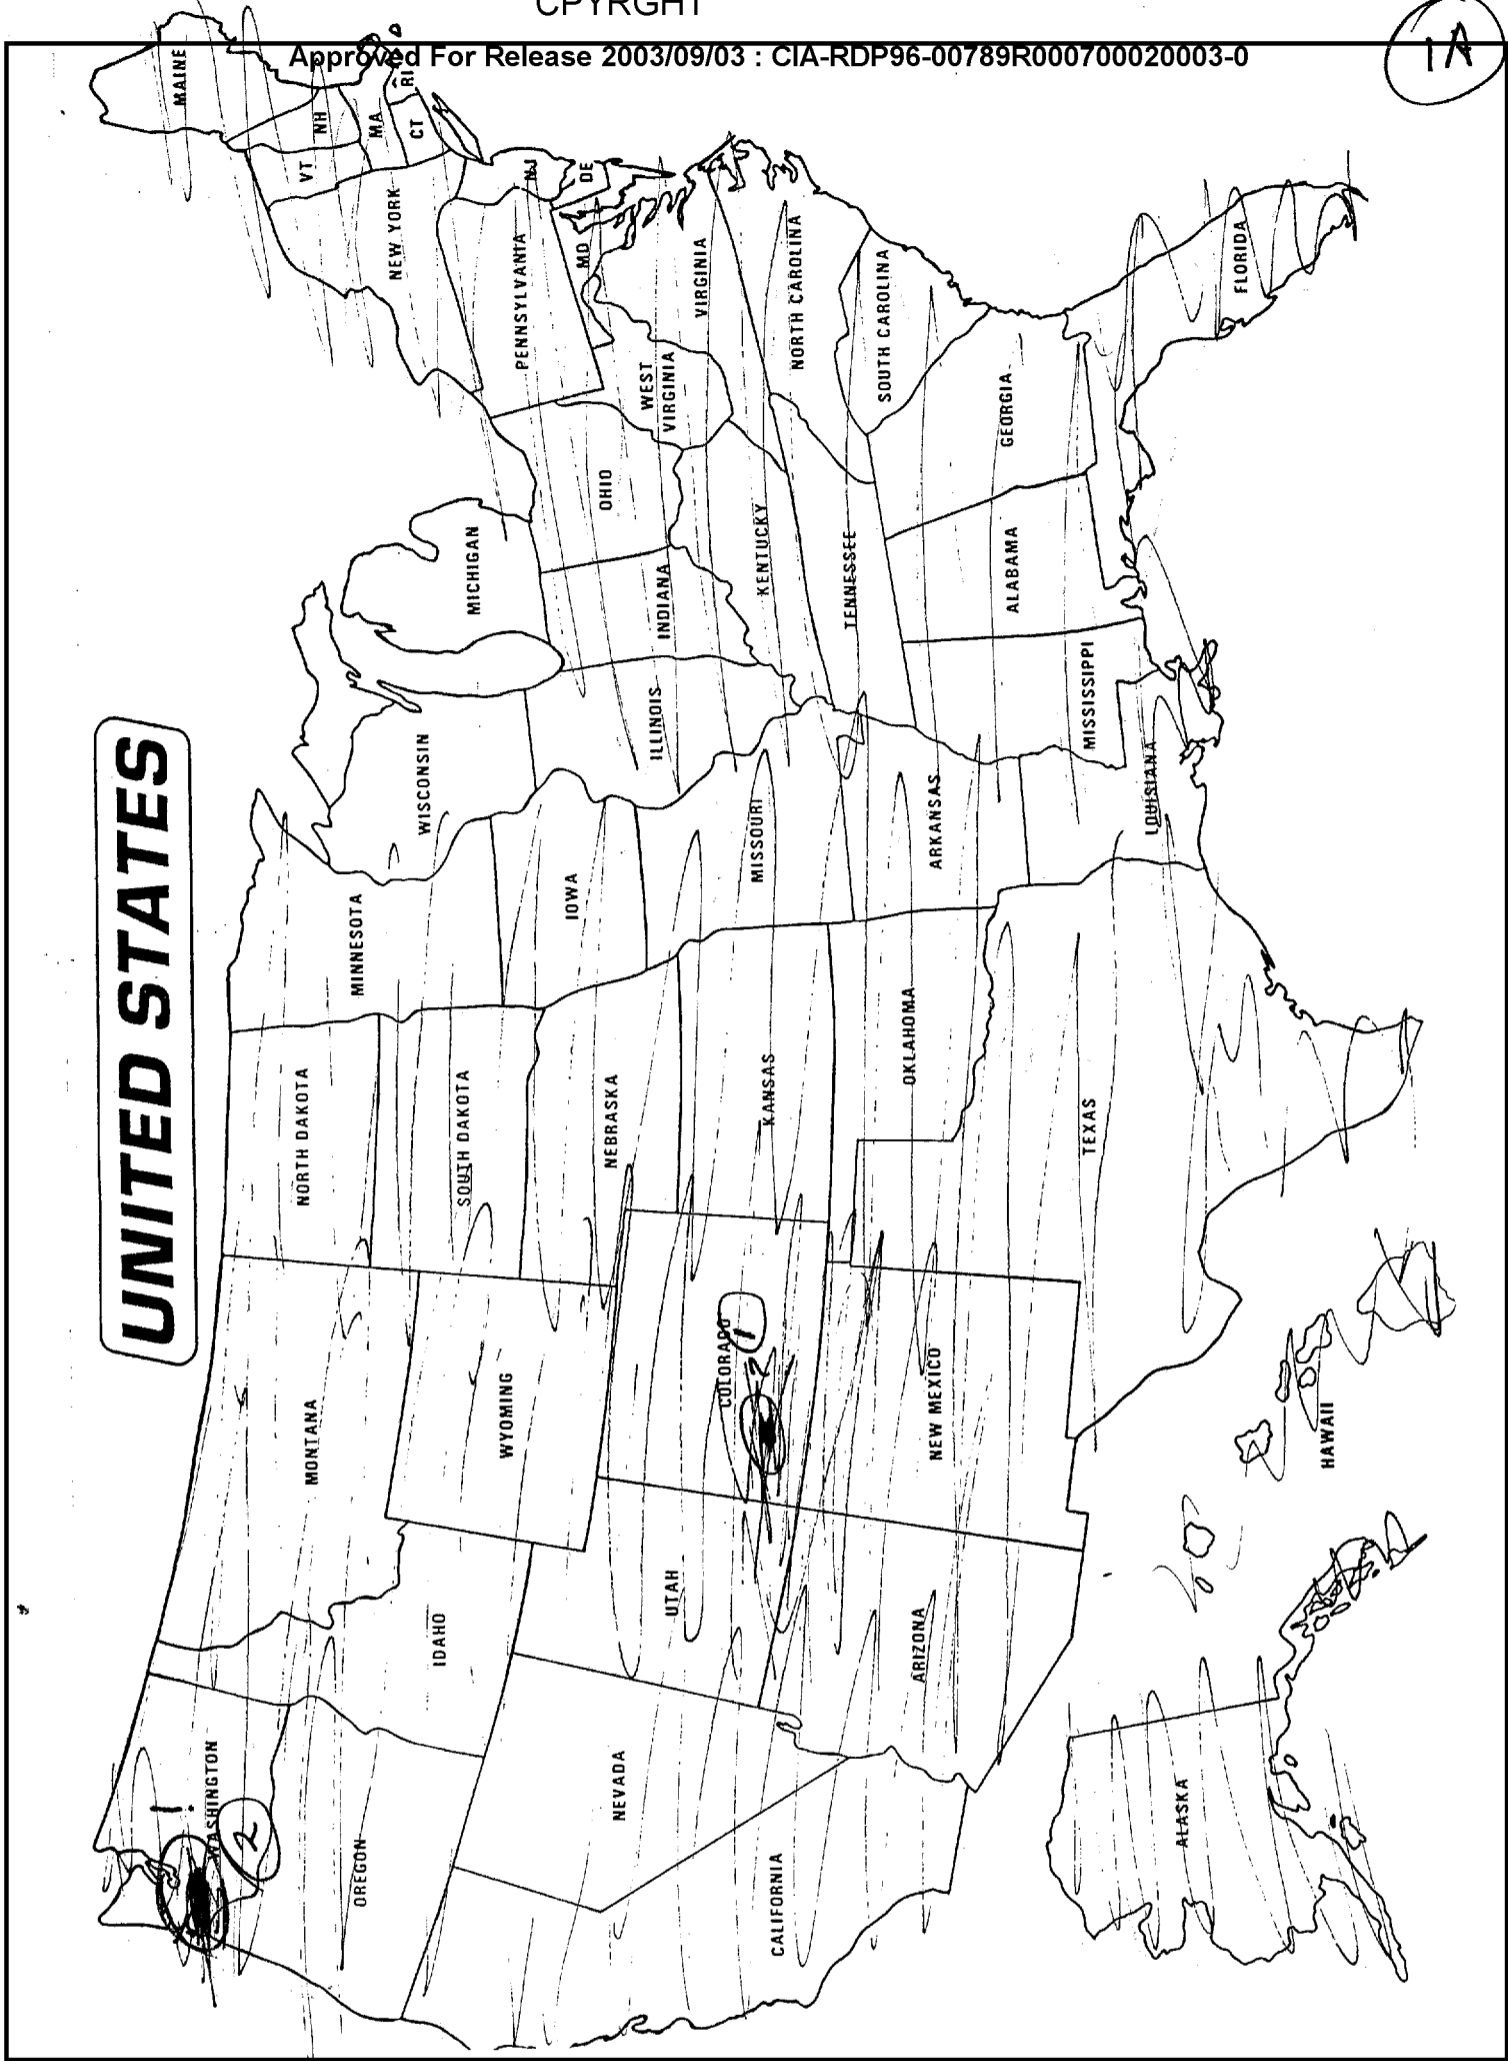 CPYRGHT
Approved For Release 2003/09/03 : CIA-RDP96-00789R000700020003-0
1A
UNITED STATES
WASHINGTON
! 2
OREGON
CALIFORNIA
NEVADA
IDAHO
MONTANA
WYOMING
UTAH
ARIZONA
COLORADO
? 1
NEW MEXICO
NORTH DAKOTA
SOUTH DAKOTA
NEBRASKA
KANSAS
OKLAHOMA
TEXAS
MINNESOTA
IOWA
MISSOURI
ARKANSAS
LOUISIANA
WISCONSIN
ILLINOIS
MICHIGAN
INDIANA
OHIO
KENTUCKY
TENNESSEE
MISSISSIPPI
ALABAMA
GEORGIA
FLORIDA
SOUTH CAROLINA
NORTH CAROLINA
VIRGINIA
WEST
VIRGINIA
MD
DE
PENNSYLVANIA
NJ
NEW YORK
CT
RI
MA
VT
NH
MAINE
ALASKA
HAWAII